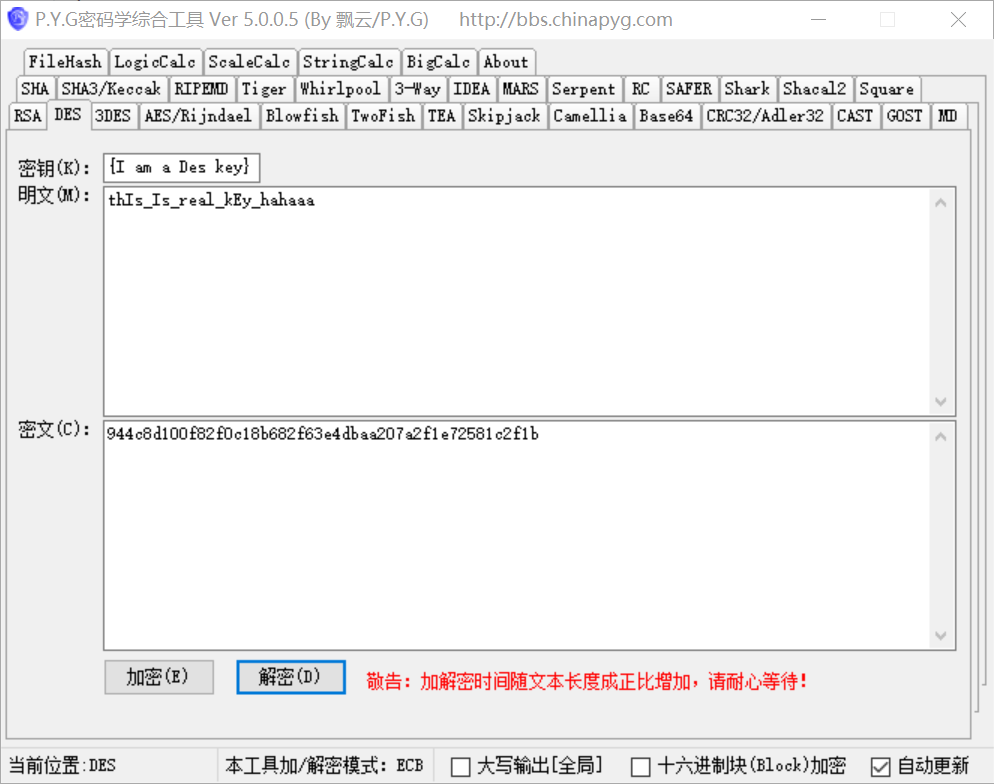 P.Y.G密码学综合工具 Ver 5.0.0.5 (By 飘云/P.Y.G) http://bbs.chinapyg.com
FileHash LogicCalc ScaleCalc StringCalc BigCalc About
SHA SHA3/Keccak RIPEMD Tiger Whirlpool 3-Way IDEA MARS Serpent RC SAFER Shark Shacal2 Square
RSA DES 3DES AES/Rijndael Blowfish TwoFish TEA Skipjack Camellia Base64 CRC32/Adler32 CAST GOST MD
密钥(K): {I am a Des key}
明文(M): thIs_Is_real_kEy_hahaaa
密文(C): 944c8d100f82f0c18b682f63e4dbaa207a2f1e72581c2f1b
加密(E) 解密(D) 敬告：加解密时间随文本长度成正比增加，请耐心等待！
当前位置:DES 本工具加/解密模式：ECB 大写输出[全局] 十六进制块(Block)加密 自动更新